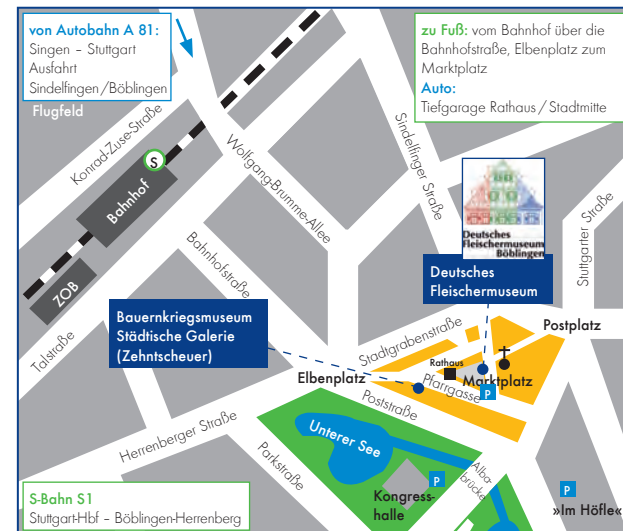 von Autobahn A 81:
Singen – Stuttgart
Ausfahrt
Sindelfingen/Böblingen
zu Fuß: vom Bahnhof über die
Bahnhofstraße, Elbenplatz zum
Marktplatz
Auto:
Tiefgarage Rathaus/Stadtmitte
Flugfeld
Konrad-Zuse-Straße
S
Bahnhof
ZOB
Talstraße
Bahnhofstraße
Wolfgang-Brumme-Allee
Sindelfinger Straße
Stuttgarter Straße
Deutsches
Fleischermuseum
Böblingen
Deutsches
Fleischermuseum
Bauernkriegsmuseum
Städtische Galerie
(Zehntscheuer)
Stadtgrabenstraße
Postplatz
Rathaus
Marktplatz
P
Pfarrgasse
Elbenplatz
Poststraße
Herrenberger Straße
Parkstraße
Unterer See
Kongress-
halle
P
Alba-
brücke
P
»Im Höfle«
S-Bahn S1
Stuttgart-Hbf – Böblingen-Herrenberg